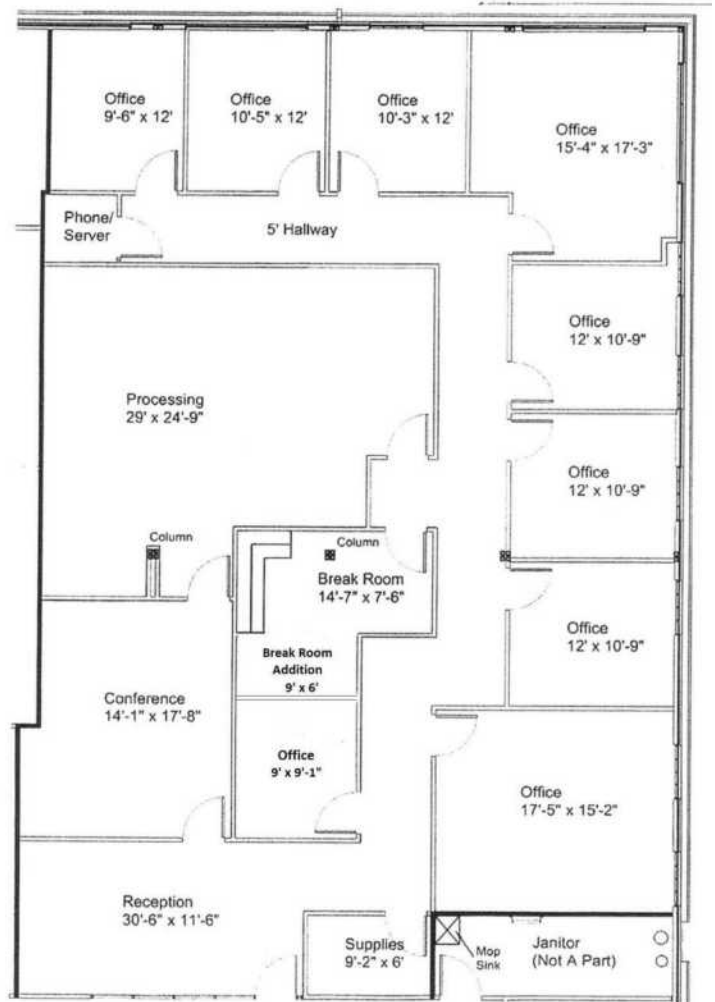 Office
9'-6" x 12'
Office
10'-5" x 12'
Office
10'-3" x 12'
Office
15'-4" x 17'-3"
Phone/
Server
5' Hallway
Office
12' x 10'-9"
Processing
29' x 24'-9"
Office
12' x 10'-9"
Column
Column
Break Room
14'-7" x 7'-6"
Office
12' x 10'-9"
Break Room
Addition
9' x 6'
Conference
14'-1" x 17'-8"
Office
9' x 9'-1"
Office
17'-5" x 15'-2"
Reception
30'-6" x 11'-6"
Supplies
9'-2" x 6'
Mop
Sink
Janitor
(Not A Part)